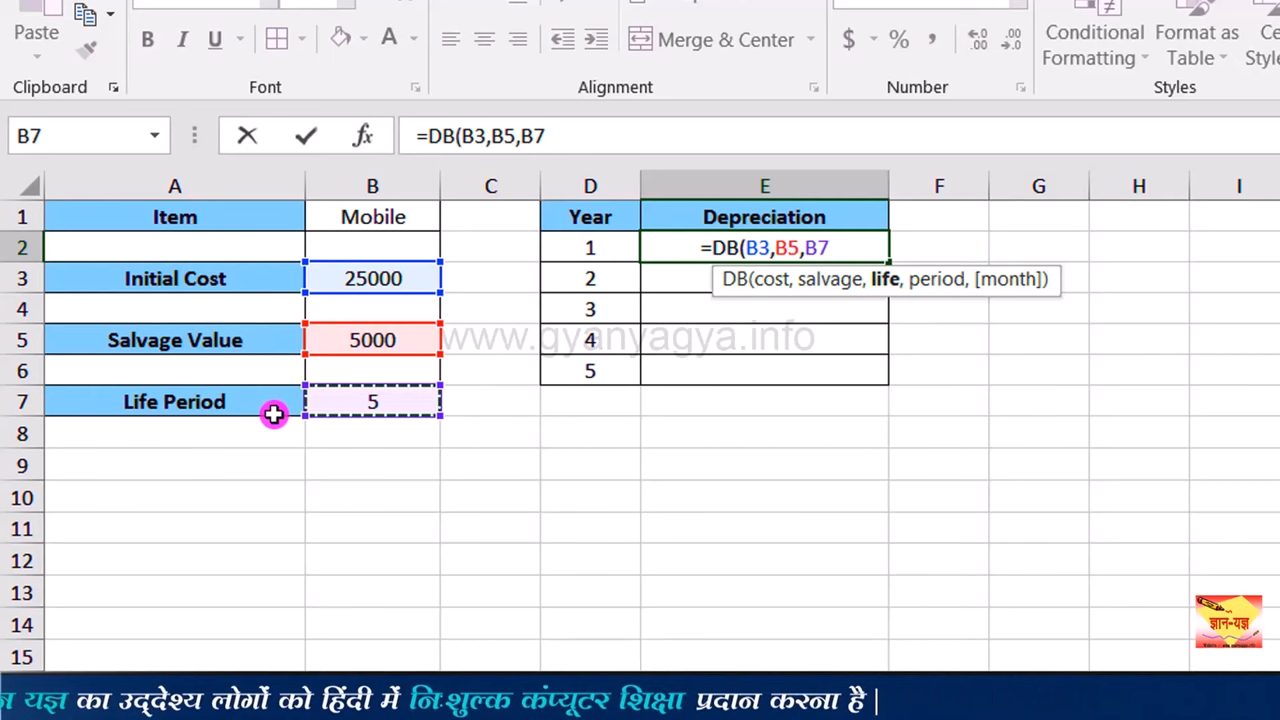 Paste
B I U A
Merge & Center
$ % ,
Conditional Formatting
Format as Table
Clipboard
Font
Alignment
Number
Styles
B7
fx
=DB(B3,B5,B7
A B C D E F G H I
1 Item Mobile Year Depreciation
2 1 =DB(B3,B5,B7
3 Initial Cost 25000 2 DB(cost, salvage, life, period, [month])
4 3
www.gyanyagya.info
5 Salvage Value 5000 4
6 5
7 Life Period 5
8
9
10
11
12
13
14
15
ज्ञान-यज्ञ
यज्ञ का उद्देश्य लोगों को हिंदी में निःशुल्क कंप्यूटर शिक्षा प्रदान करना है |